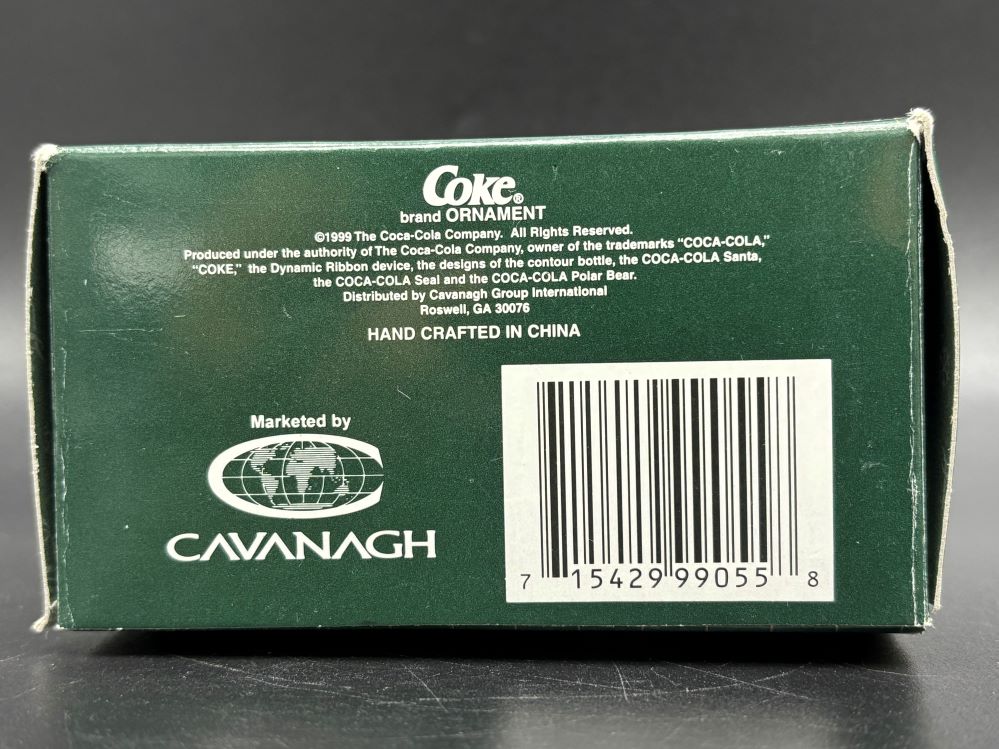 Coke®
brand ORNAMENT
©1999 The Coca-Cola Company. All Rights Reserved.
Produced under the authority of The Coca-Cola Company, owner of the trademarks "COCA-COLA,"
"COKE," the Dynamic Ribbon device, the designs of the contour bottle, the COCA-COLA Santa,
the COCA-COLA Seal and the COCA-COLA Polar Bear.
Distributed by Cavanagh Group International
Roswell, GA 30076
HAND CRAFTED IN CHINA
Marketed by
CAVANAGH
7 15429 99055 8